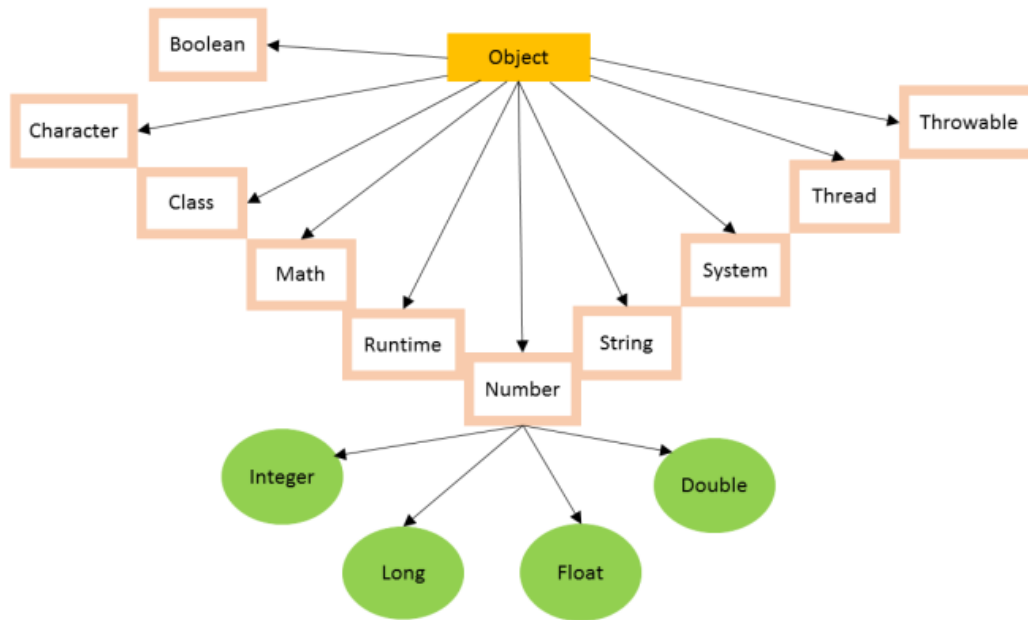 Boolean
Object
Character
Throwable
Class
Thread
Math
System
Runtime
String
Number
Integer
Double
Long
Float